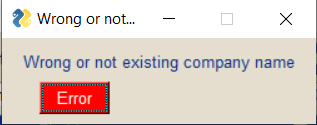 Wrong or not...
Wrong or not existing company name
Error